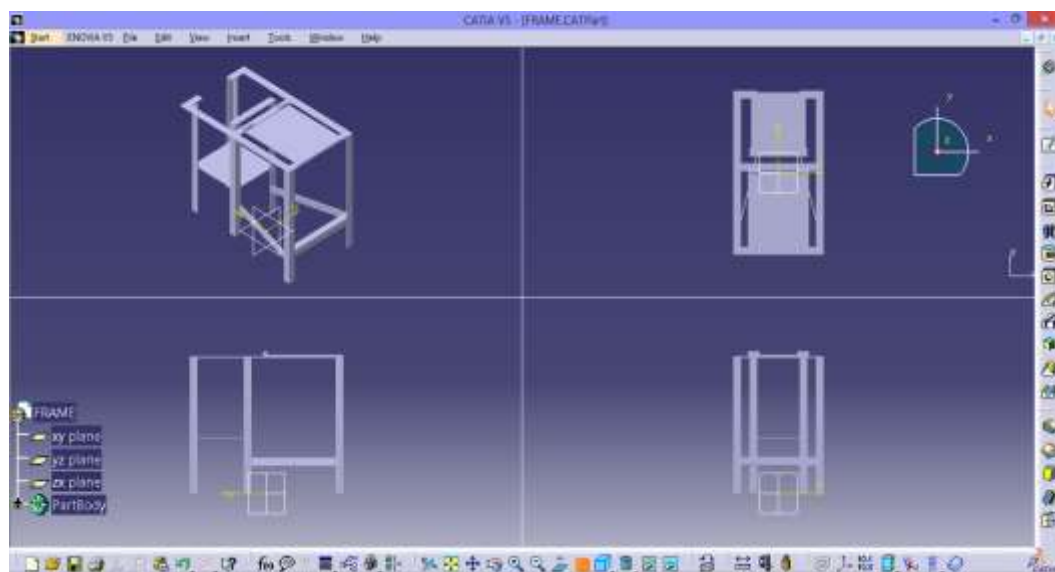 CATIA V5 - [FRAME.CATPart]
Start ENOVIA V5 File Edit View Insert Tools Window Help
FRAME
xy plane
yz plane
zx plane
PartBody